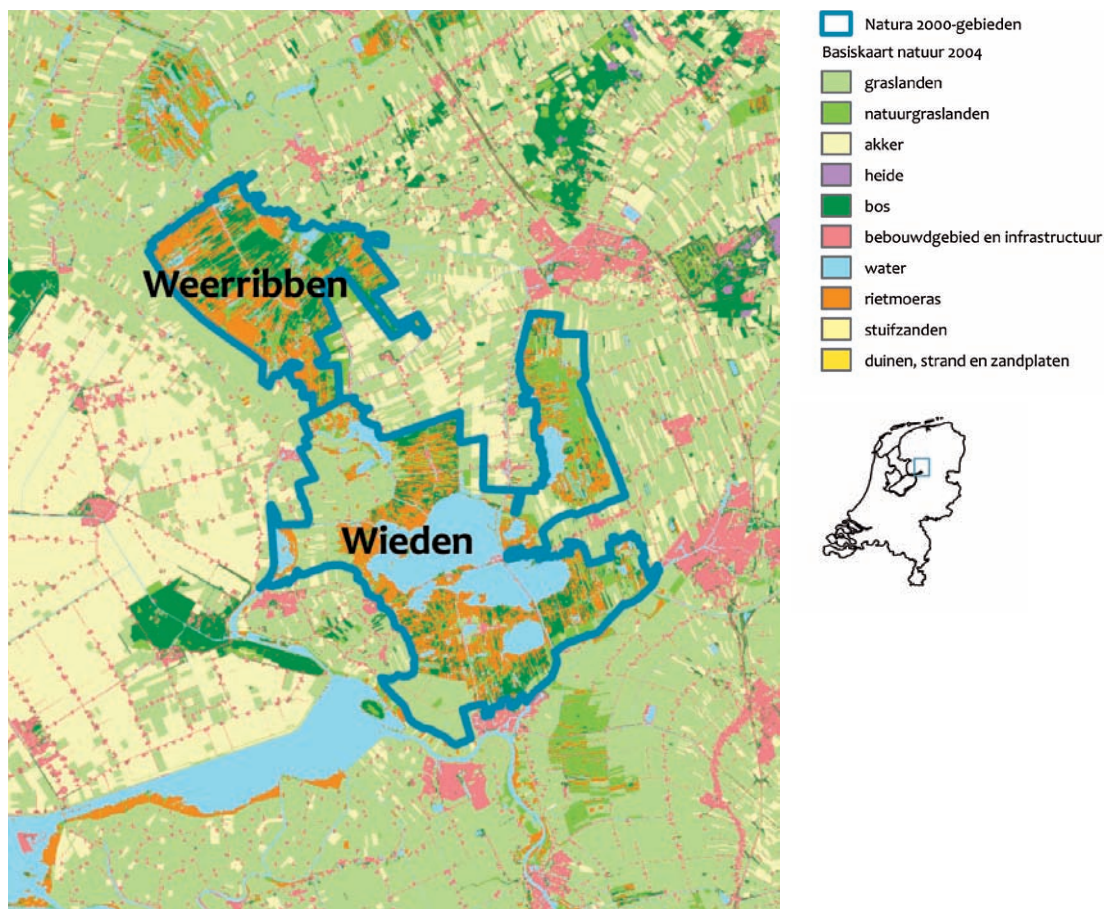 Weerribben
Wieden
Natura 2000-gebieden
Basiskaart natuur 2004
graslanden
natuurgraslanden
akker
heide
bos
bebouwdgebied en infrastructuur
water
rietmoeras
stuifzanden
duinen, strand en zandplaten